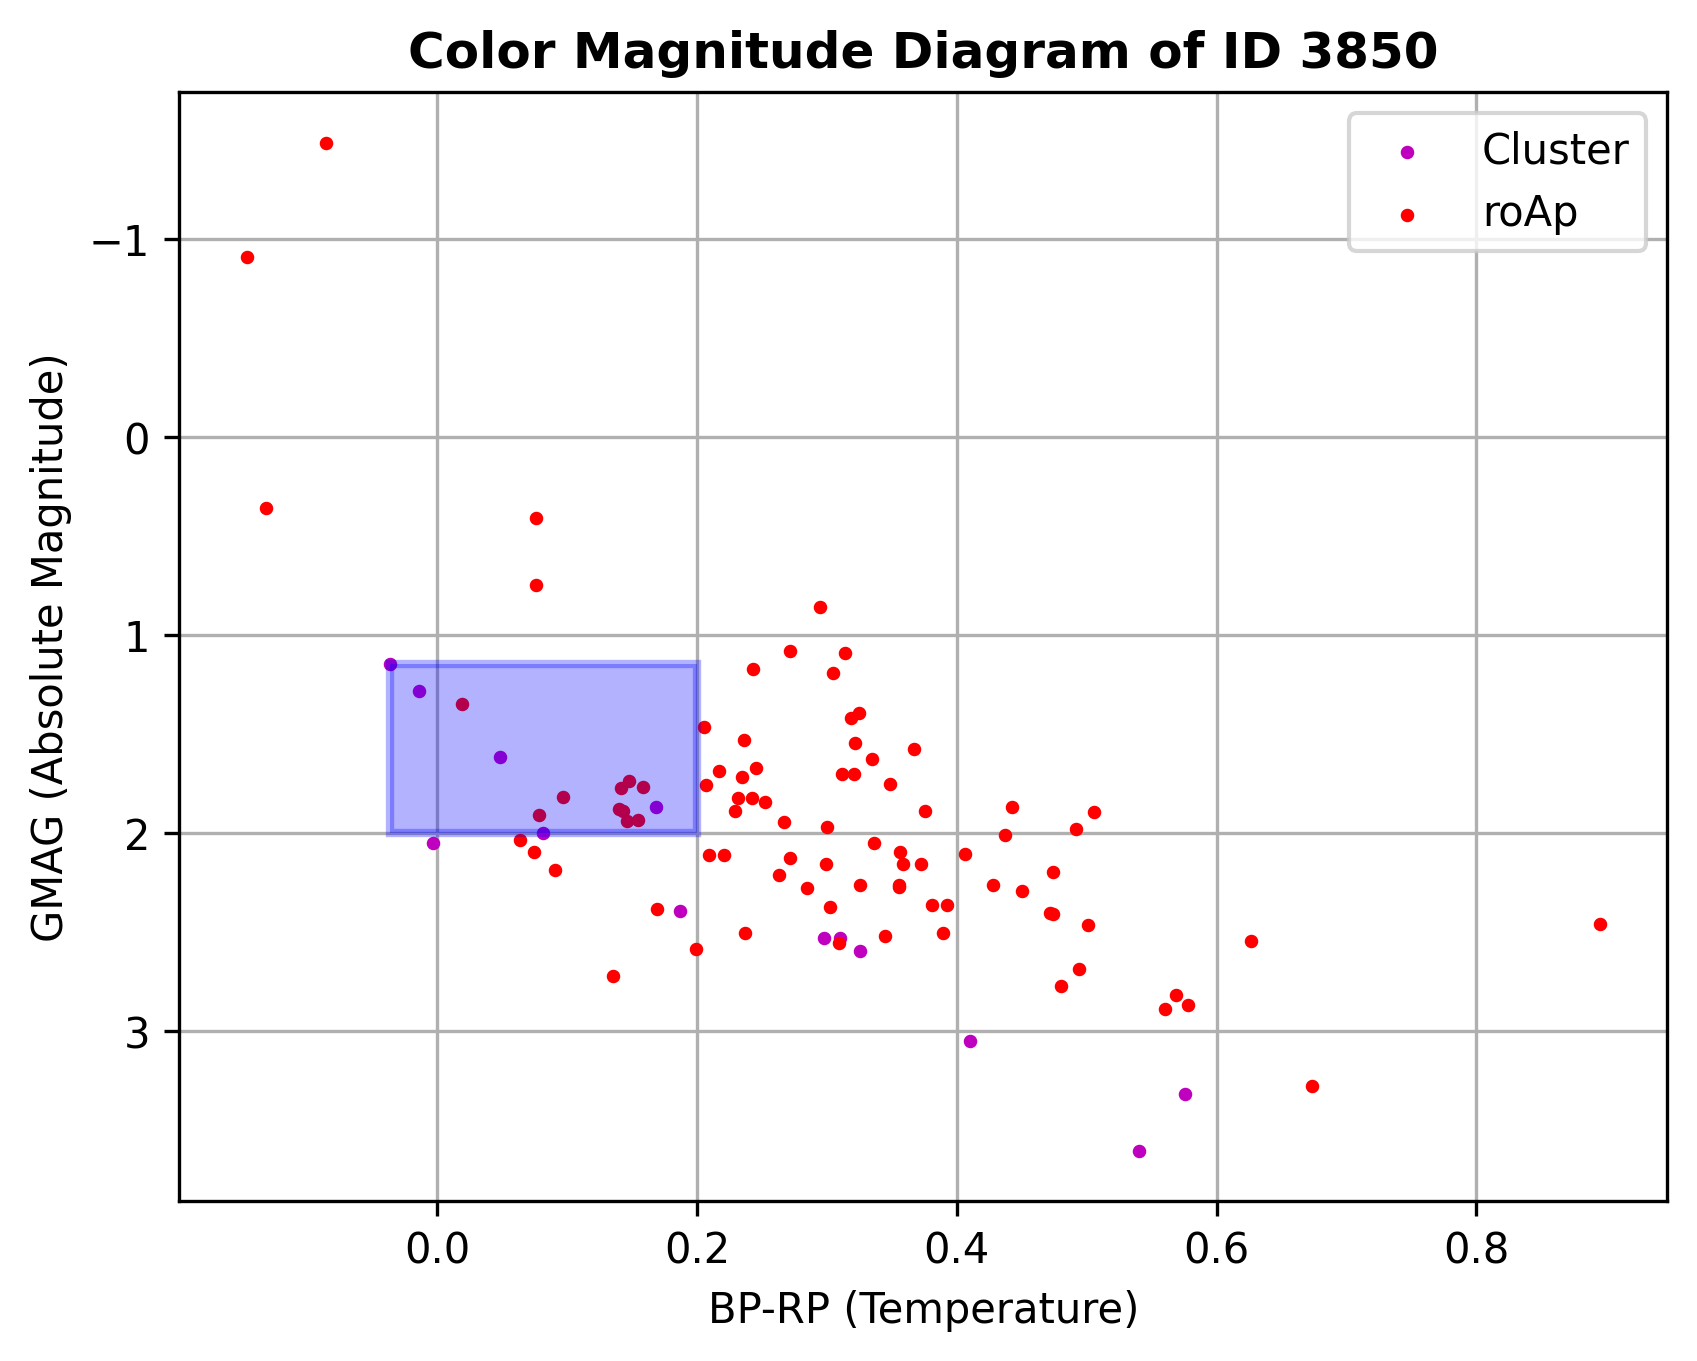 Color Magnitude Diagram of ID 3850
Cluster
roAp
−1
0
1
2
3
GMAG (Absolute Magnitude)
0.0 0.2 0.4 0.6 0.8
BP-RP (Temperature)